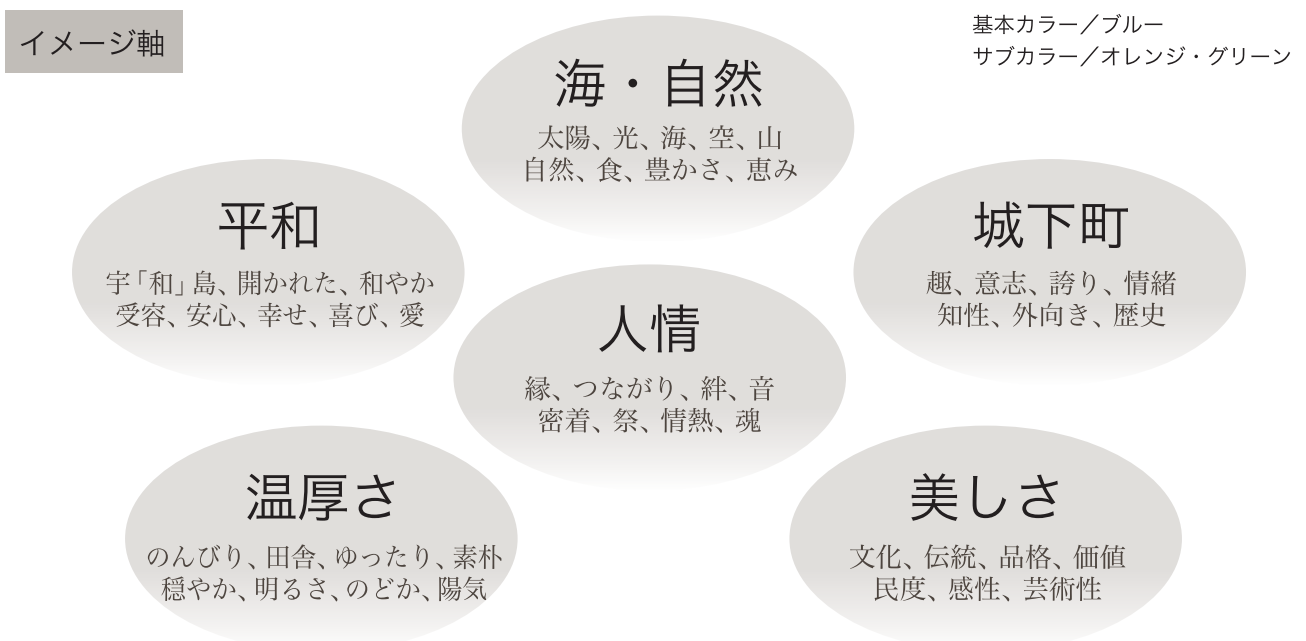 イメージ軸
基本カラー／ブルー
サブカラー／オレンジ・グリーン
海・自然
太陽、光、海、空、山
自然、食、豊かさ、恵み
平和
宇「和」島、開かれた、和やか
受容、安心、幸せ、喜び、愛
城下町
趣、意志、誇り、情緒
知性、外向き、歴史
人情
縁、つながり、絆、音
密着、祭、情熱、魂
温厚さ
のんびり、田舎、ゆったり、素朴
穏やか、明るさ、のどか、陽気
美しさ
文化、伝統、品格、価値
民度、感性、芸術性